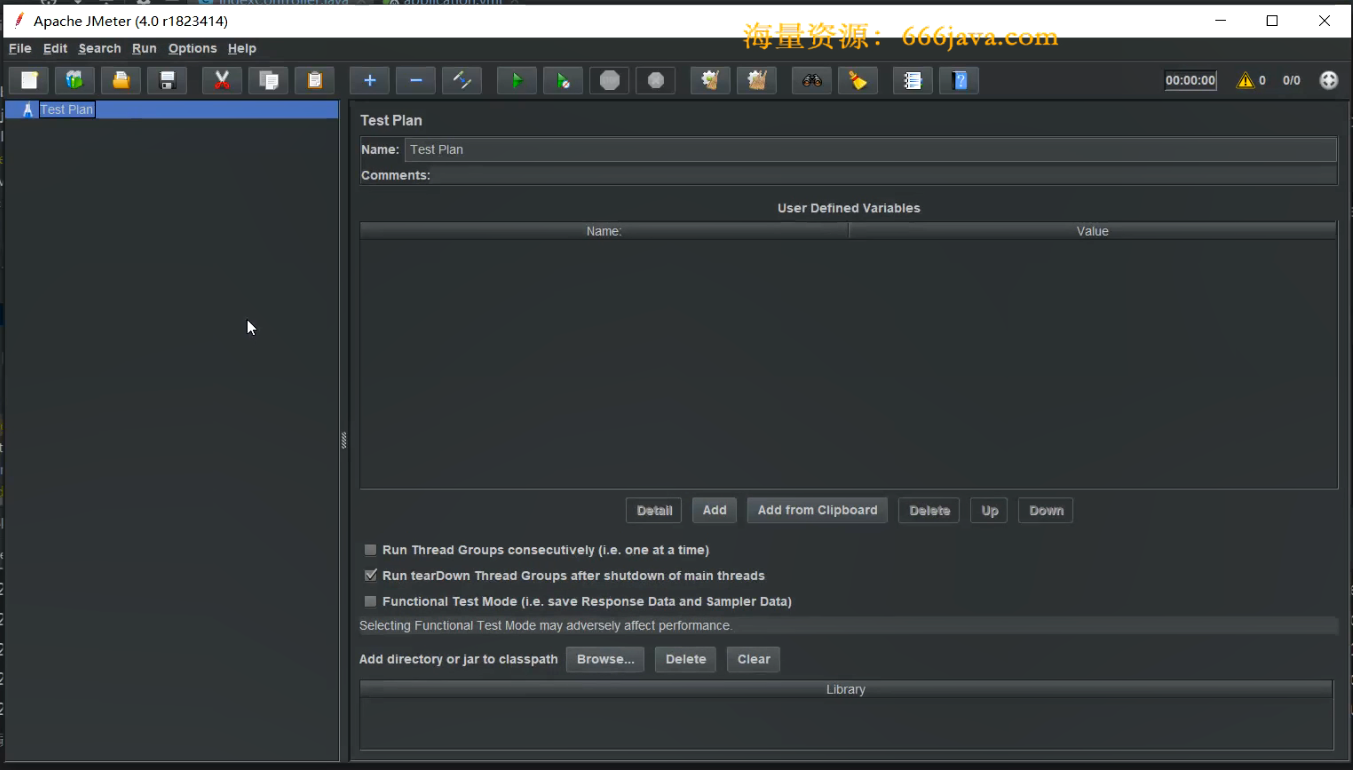 Apache JMeter (4.0 r1823414)
海量资源：666java.com
File Edit Search Run Options Help
00:00:00 0 0/0
Test Plan
Test Plan
Name: Test Plan
Comments:
User Defined Variables
Name: Value
Detail Add Add from Clipboard Delete Up Down
Run Thread Groups consecutively (i.e. one at a time)
Run tearDown Thread Groups after shutdown of main threads
Functional Test Mode (i.e. save Response Data and Sampler Data)
Selecting Functional Test Mode may adversely affect performance.
Add directory or jar to classpath Browse... Delete Clear
Library